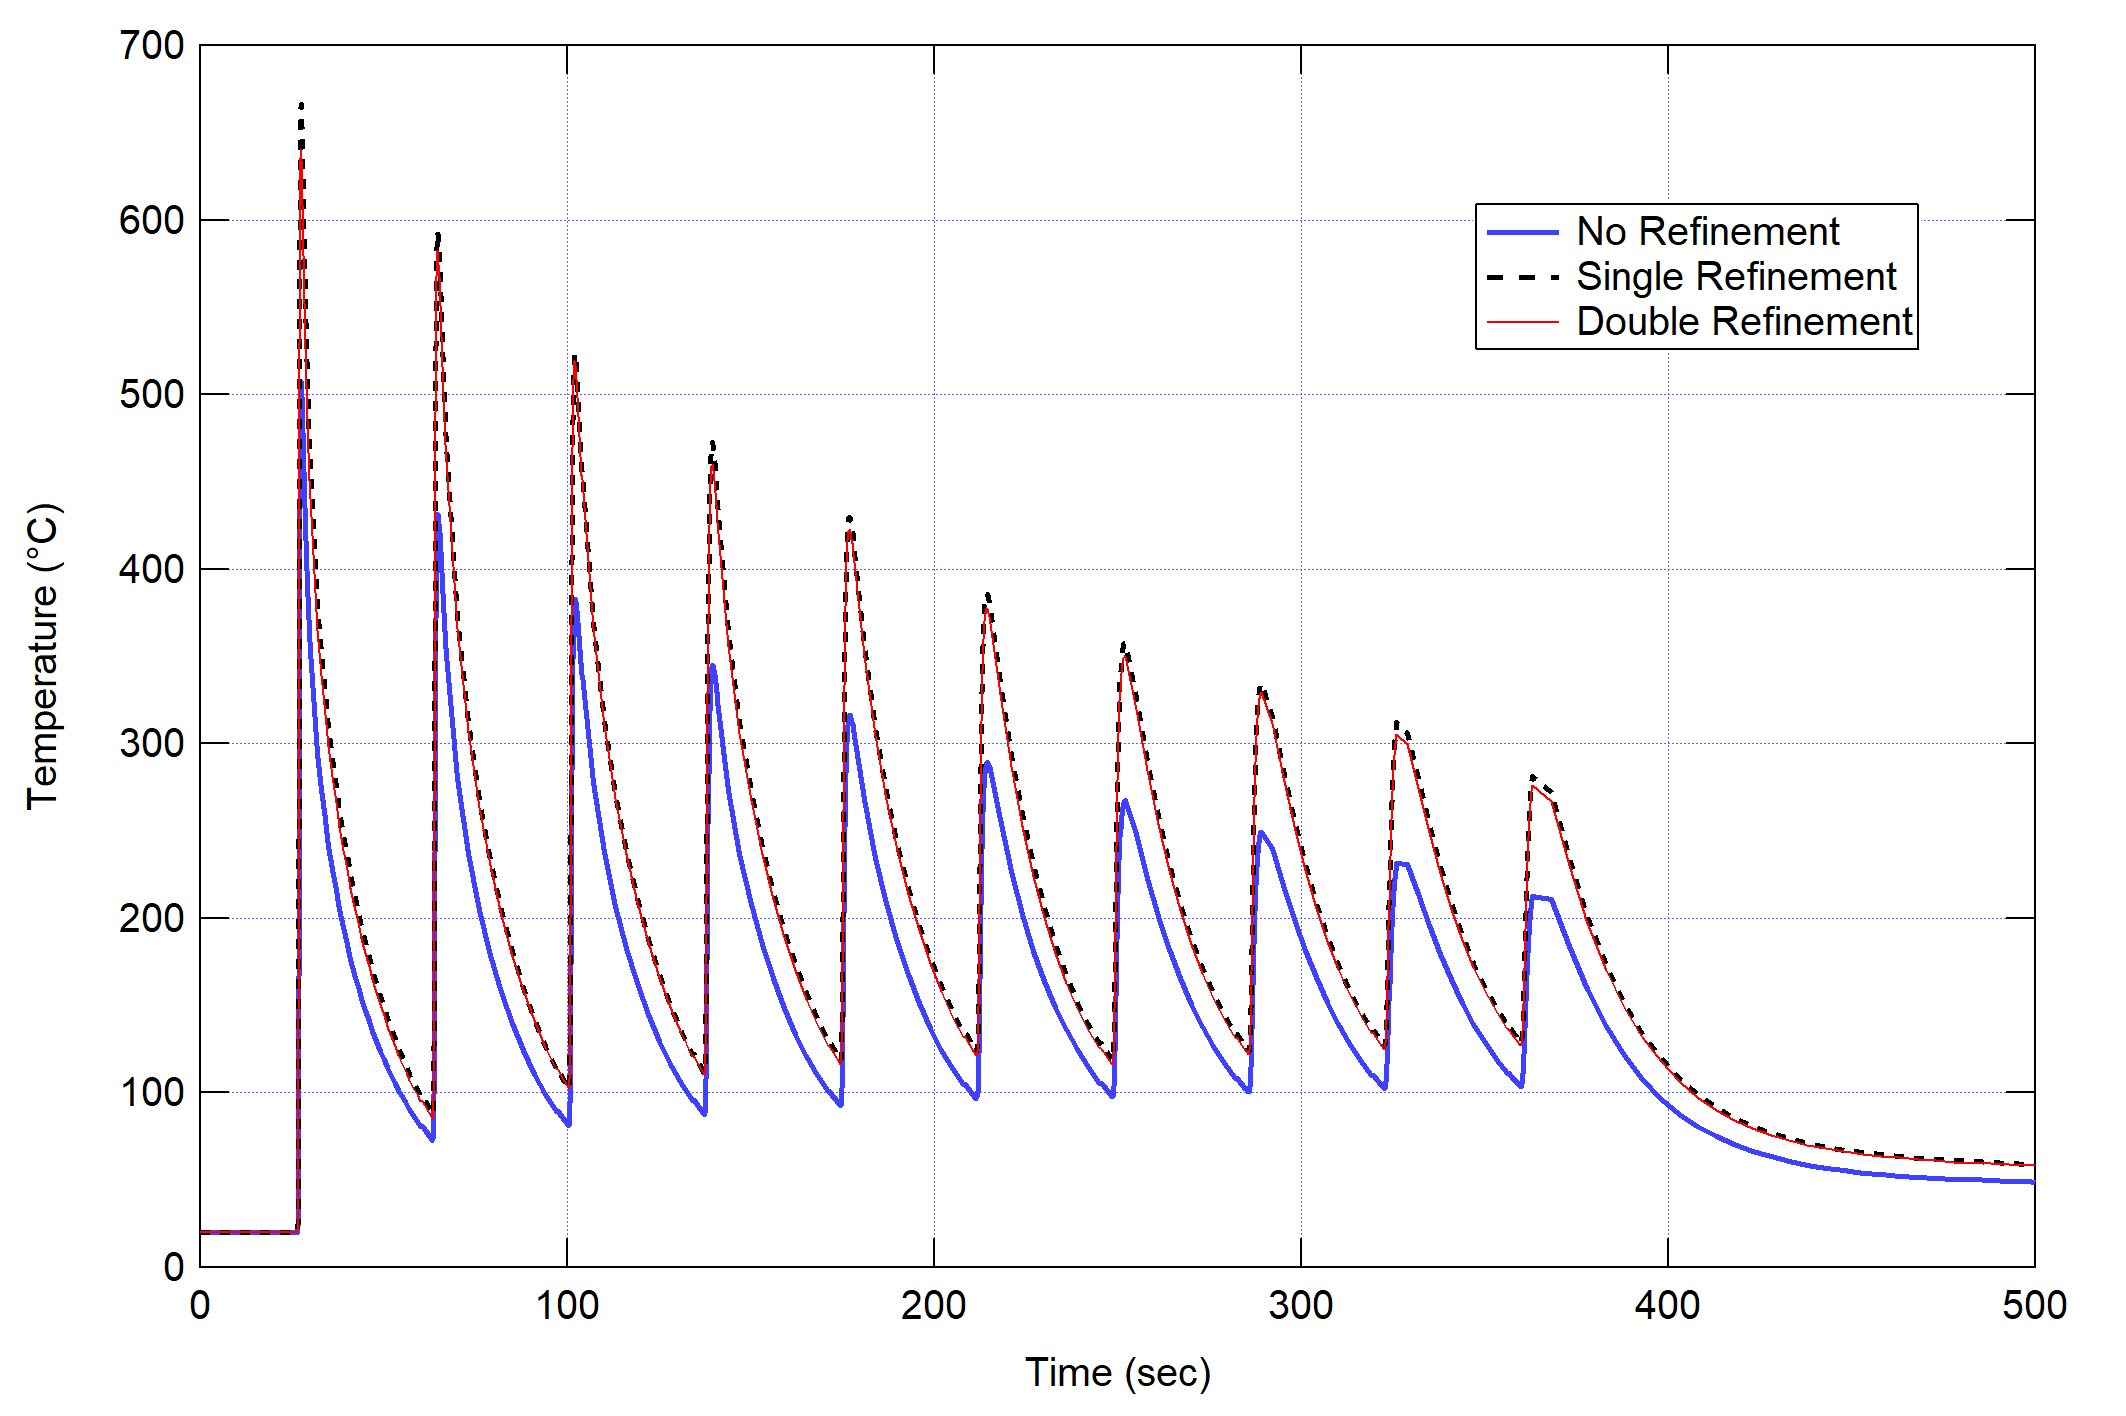 700
600
500
400
300
200
100
0
Temperature (°C)
No Refinement
Single Refinement
Double Refinement
0 100 200 300 400 500
Time (sec)